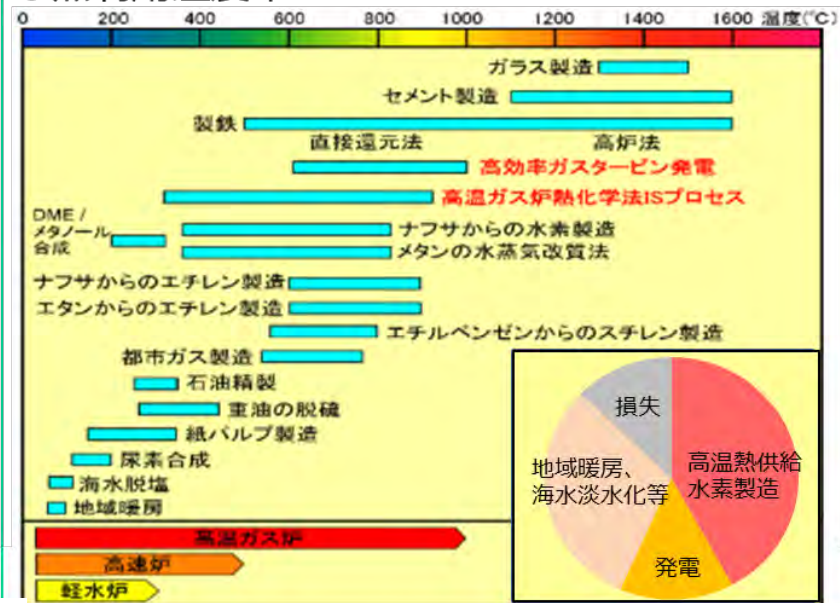 0 200 400 600 800 1000 1200 1400 1600 温度(℃)
ガラス製造
セメント製造
製鉄
直接還元法 高炉法
高効率ガスタービン発電
高温ガス炉熱化学法ISプロセス
DME /
メタノール
合成
ナフサからの水素製造
メタンの水蒸気改質法
ナフサからのエチレン製造
エタンからのエチレン製造
エチルベンゼンからのスチレン製造
都市ガス製造
石油精製
重油の脱硫
紙パルプ製造
尿素合成
海水脱塩
地域暖房
高温ガス炉
高速炉
軽水炉
損失
高温熱供給
水素製造
地域暖房、
海水淡水化等
発電